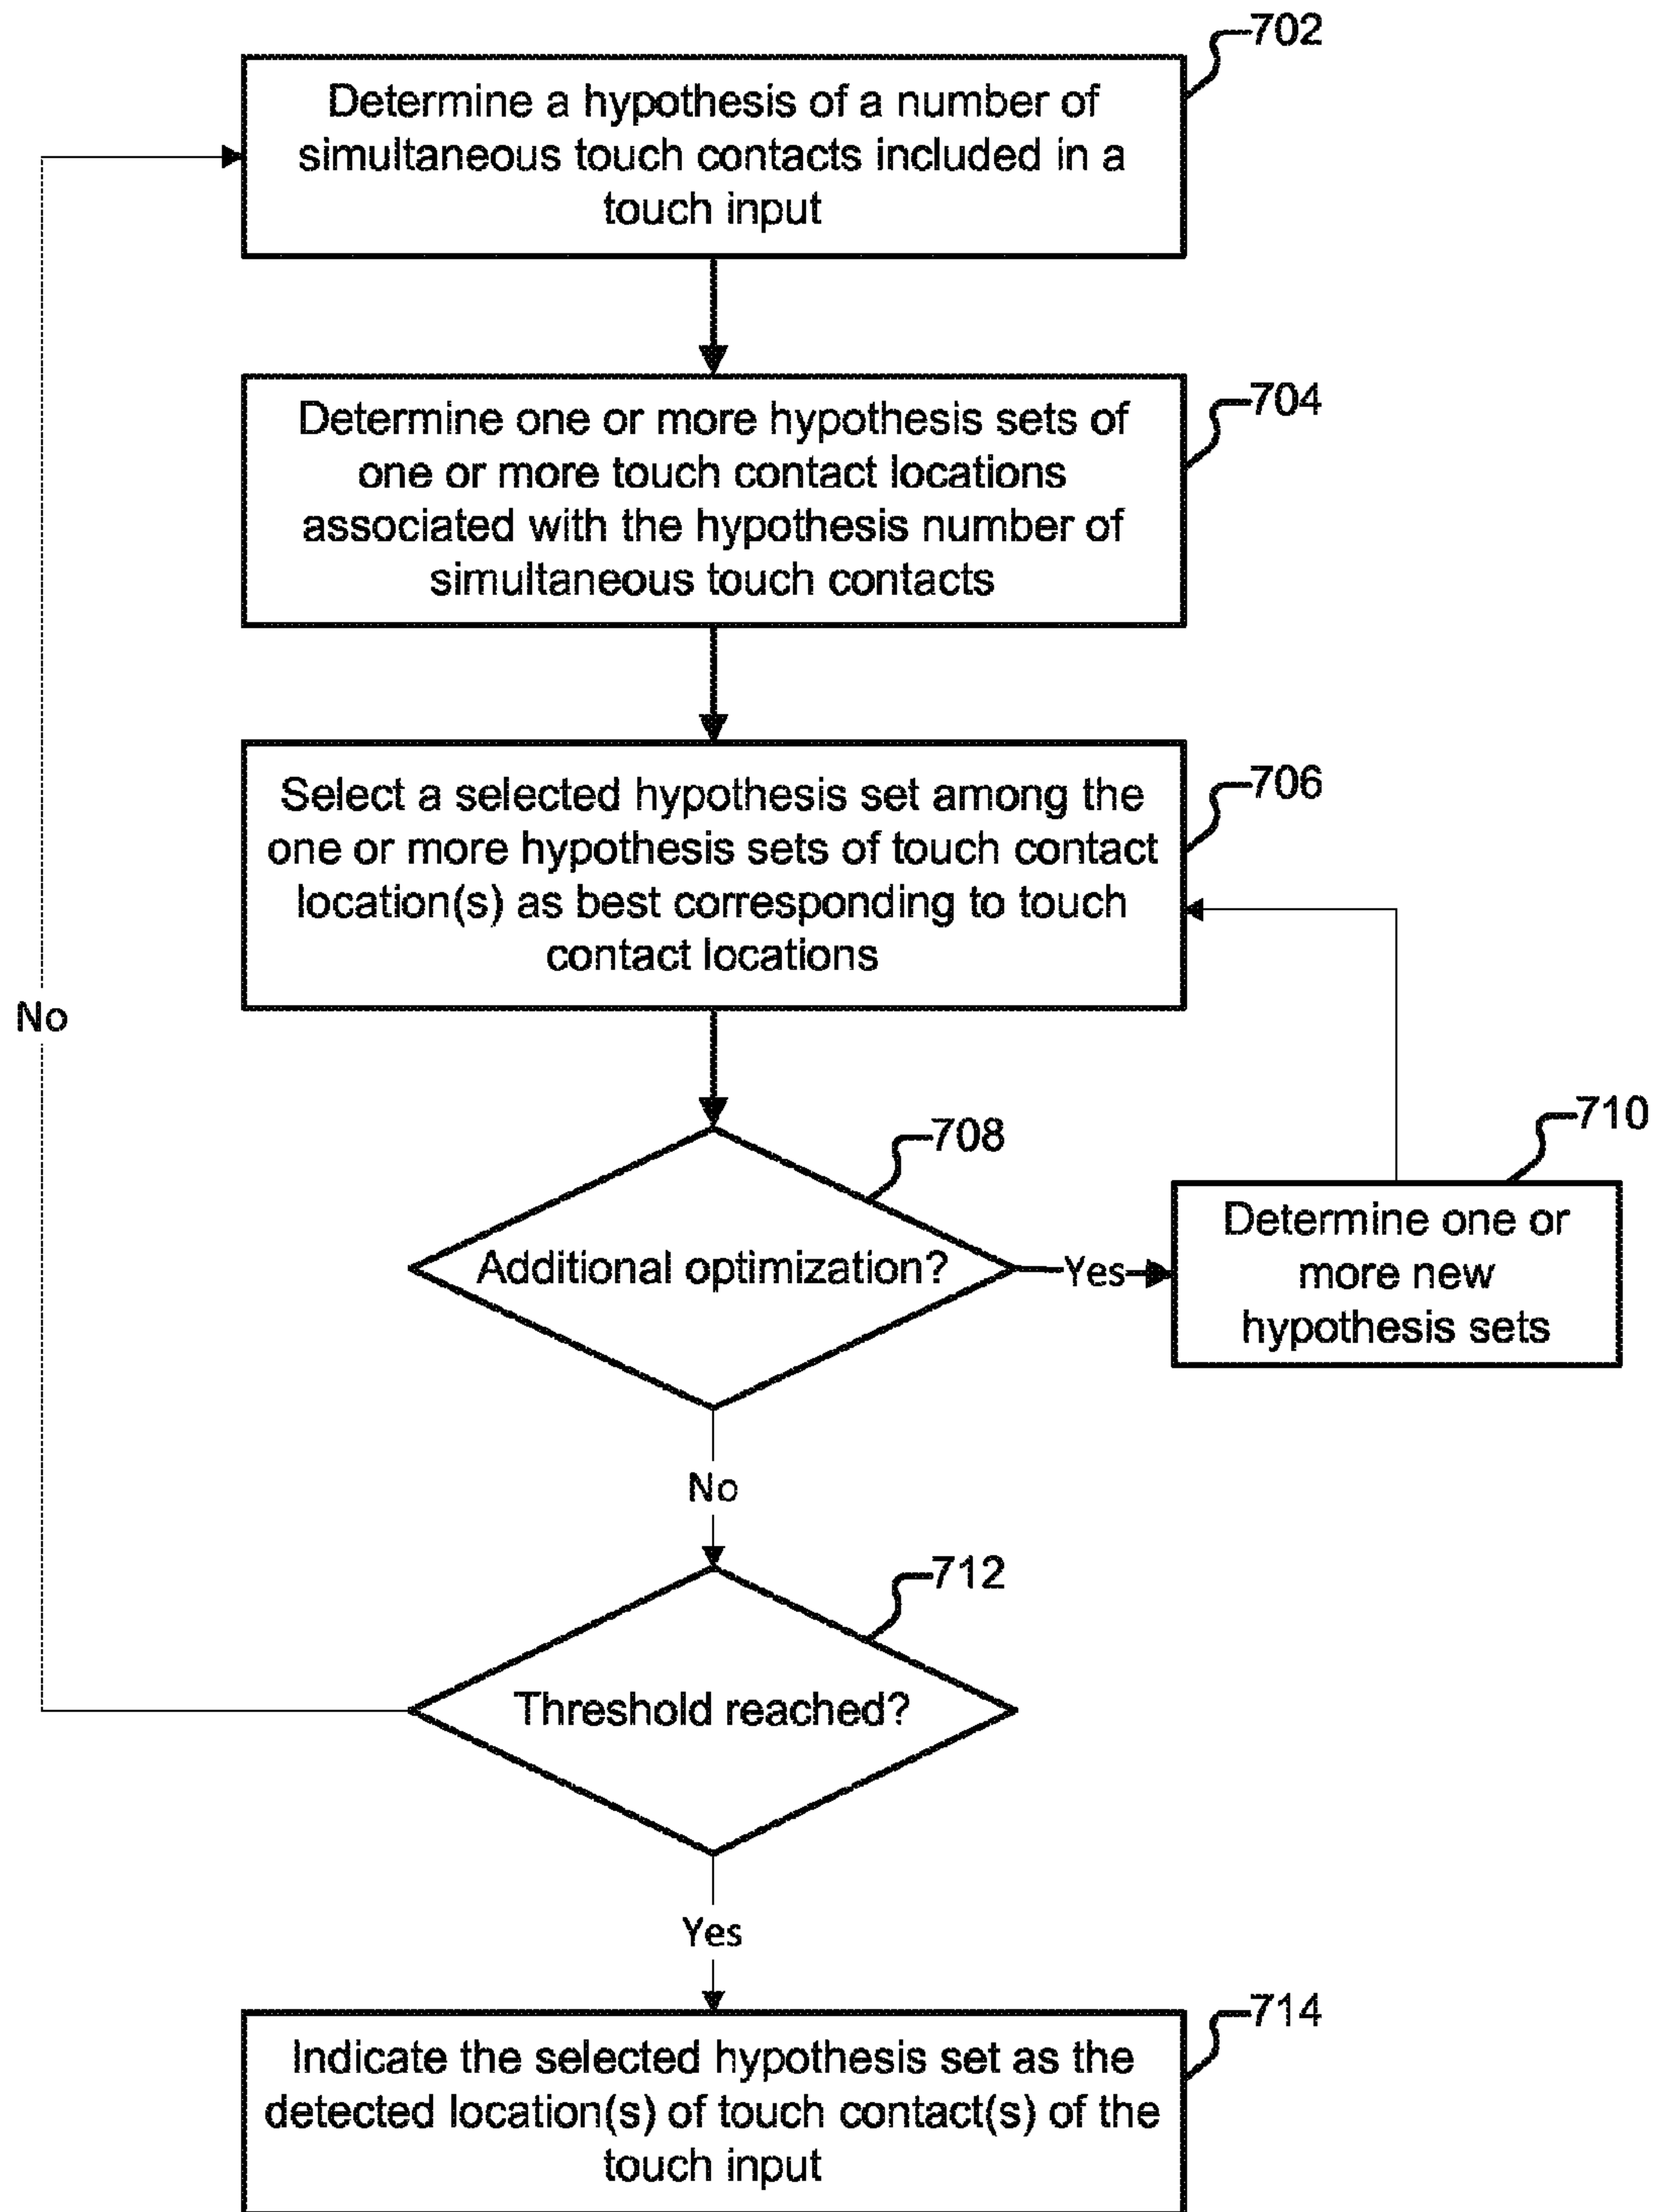 702
Determine a hypothesis of a number of
simultaneous touch contacts included in a
touch input
704
Determine one or more hypothesis sets of
one or more touch contact locations
associated with the hypothesis number of
simultaneous touch contacts
706
Select a selected hypothesis set among the
one or more hypothesis sets of touch contact
location(s) as best corresponding to touch
contact locations
No
708
Additional optimization?
Yes
710
Determine one or
more new
hypothesis sets
No
712
Threshold reached?
Yes
714
Indicate the selected hypothesis set as the
detected location(s) of touch contact(s) of the
touch input